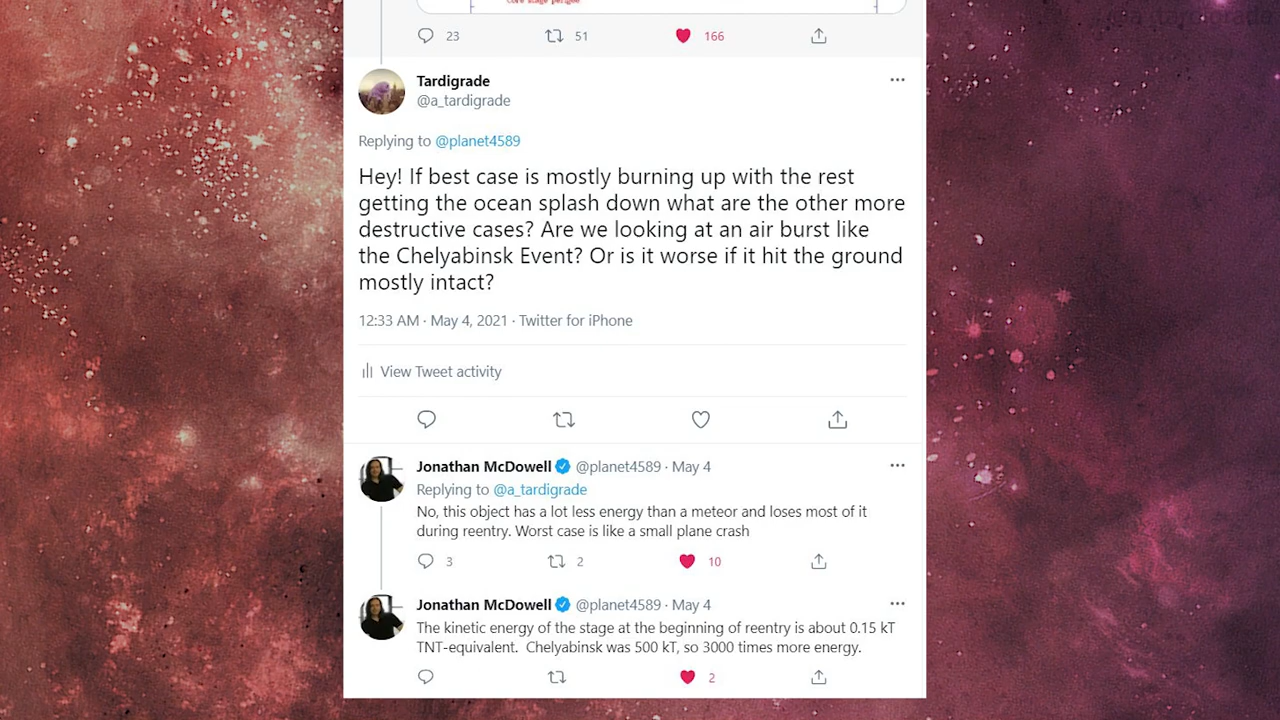 core stage perigee
@a_tardigrade
23 51 166
Tardigrade
@a_tardigrade
Replying to @planet4589
Hey! If best case is mostly burning up with the rest
getting the ocean splash down what are the other more
destructive cases? Are we looking at an air burst like
the Chelyabinsk Event? Or is it worse if it hit the ground
mostly intact?
12:33 AM · May 4, 2021 · Twitter for iPhone
View Tweet activity
Jonathan McDowell @planet4589 · May 4
Replying to @a_tardigrade
No, this object has a lot less energy than a meteor and loses most of it
during reentry. Worst case is like a small plane crash
3 2 10
Jonathan McDowell @planet4589 · May 4
The kinetic energy of the stage at the beginning of reentry is about 0.15 kT
TNT-equivalent.  Chelyabinsk was 500 kT, so 3000 times more energy.
2